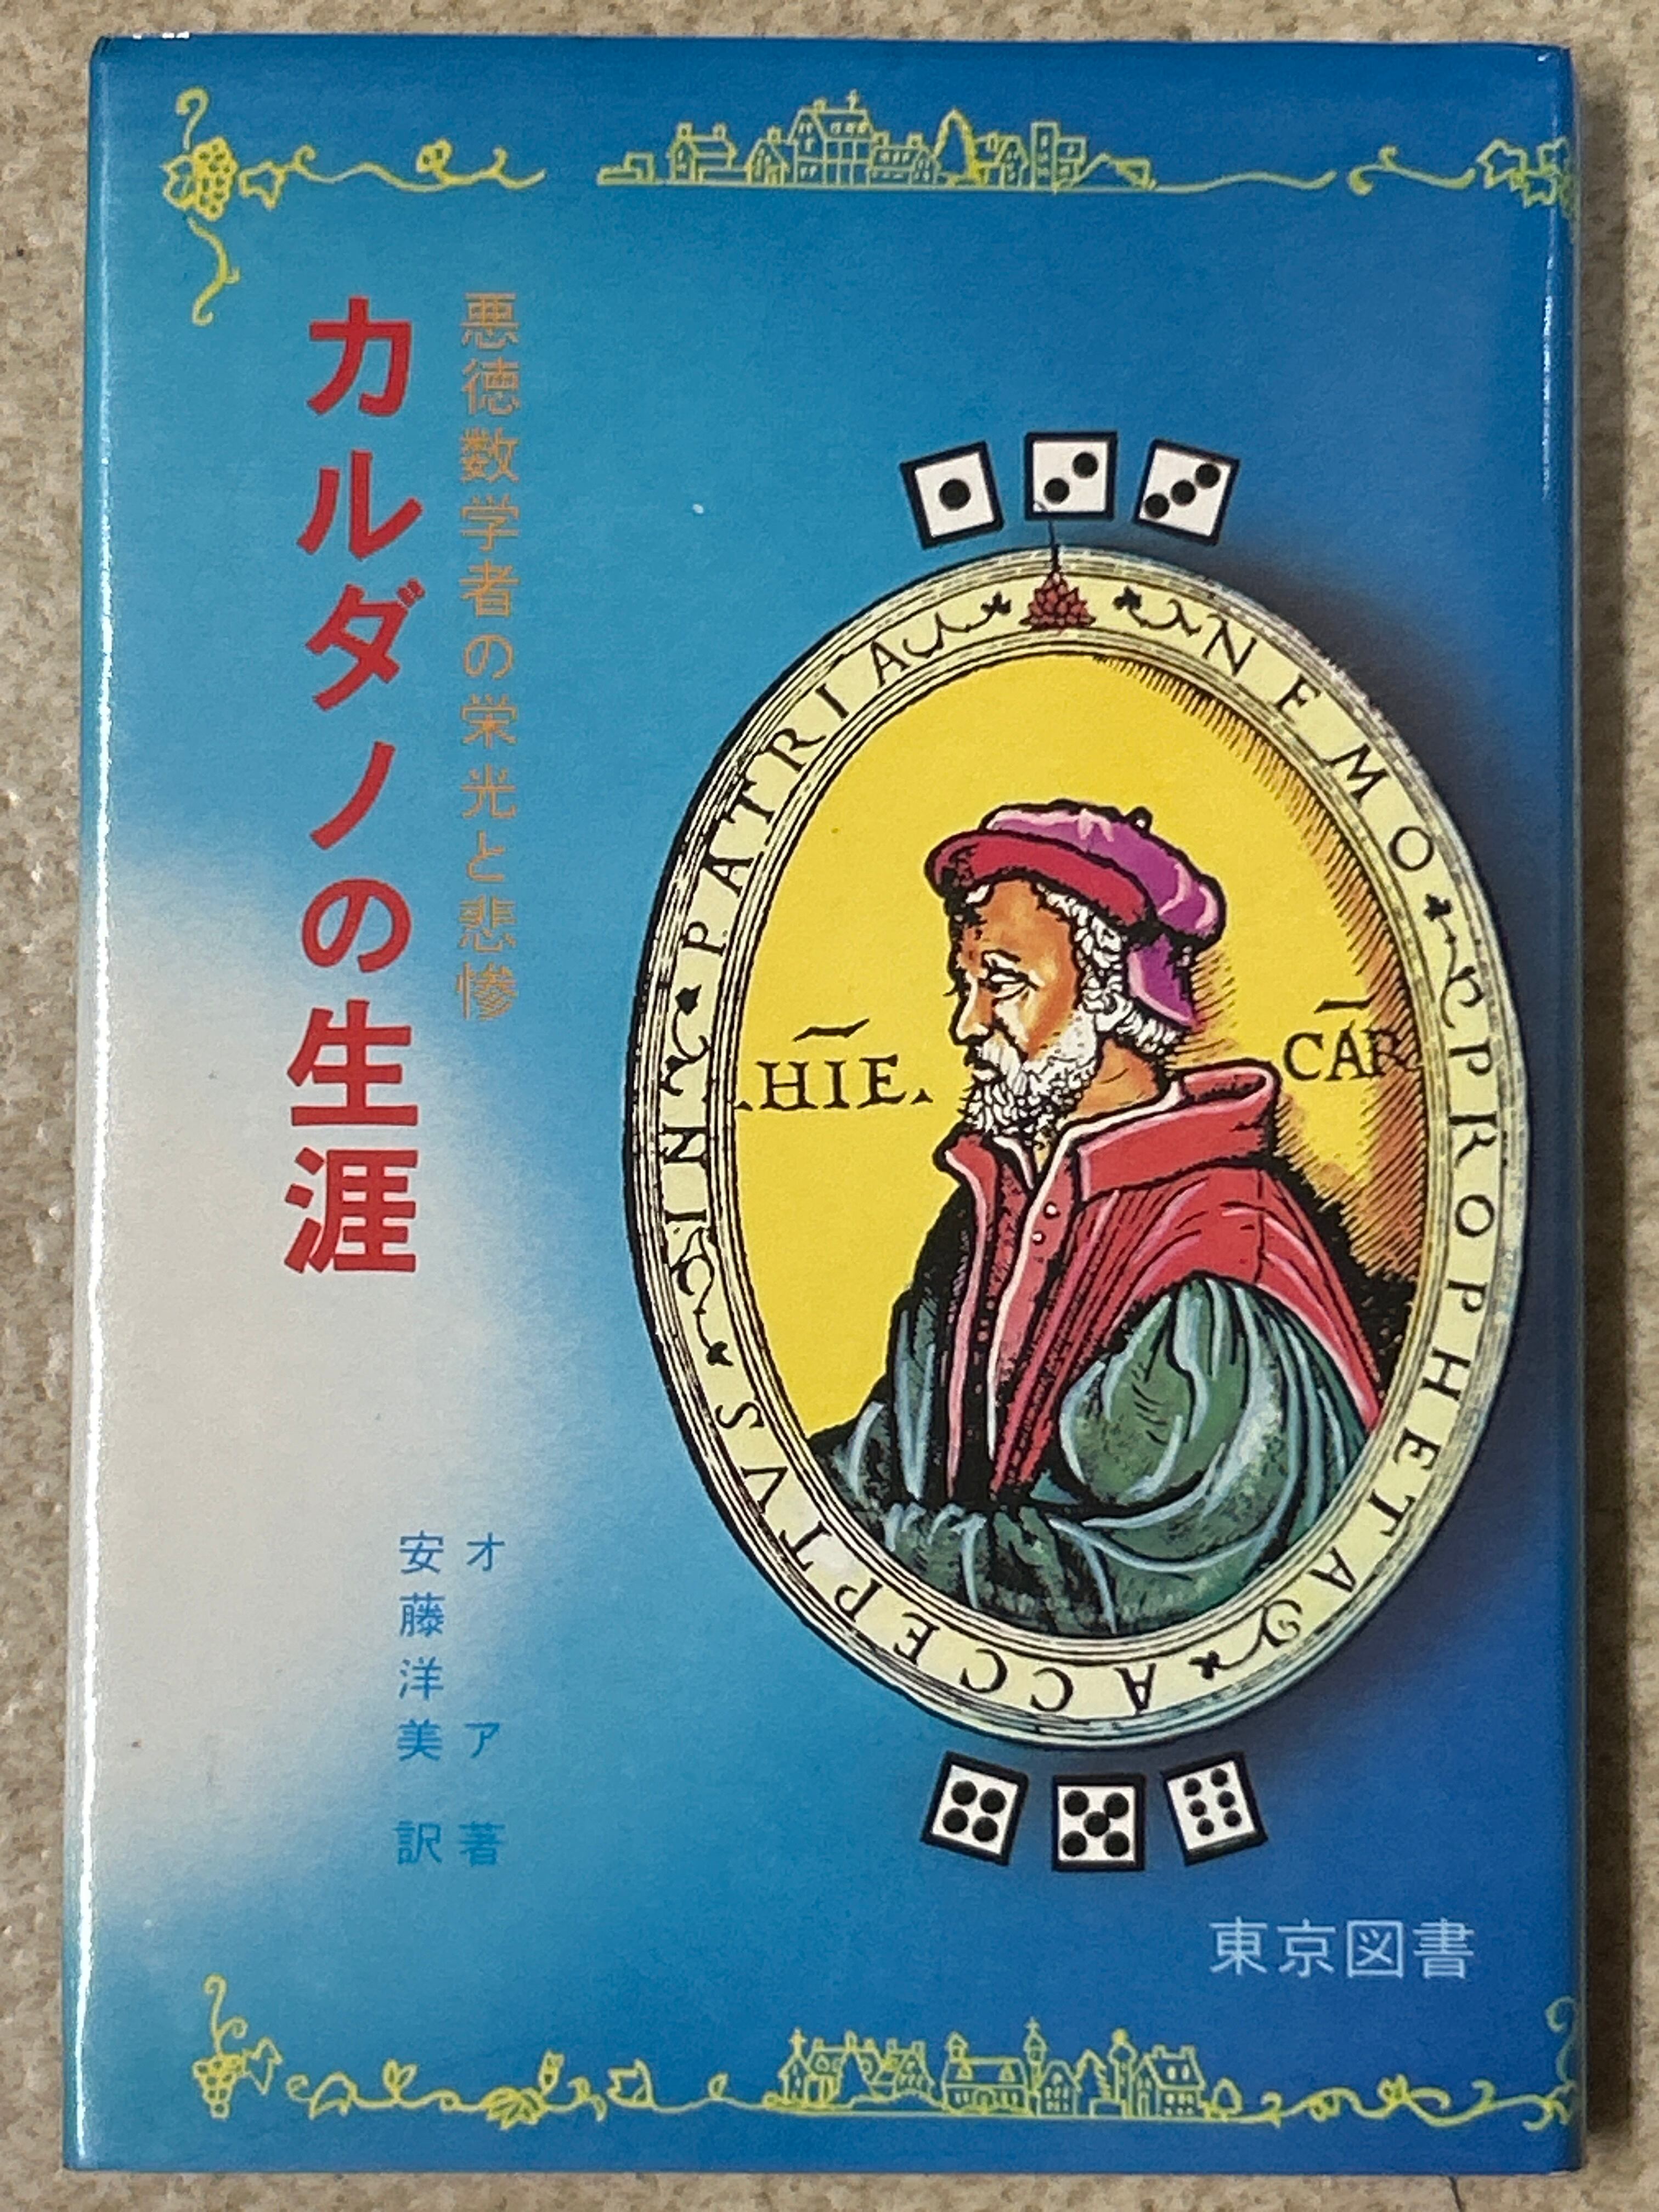 悪徳数学者の栄光と悲惨
カルダノの生涯
オア著
安藤洋美訳
NEMO PROPHETA ACCEPTVS IN PATRIA
HIE. CAR
東京図書